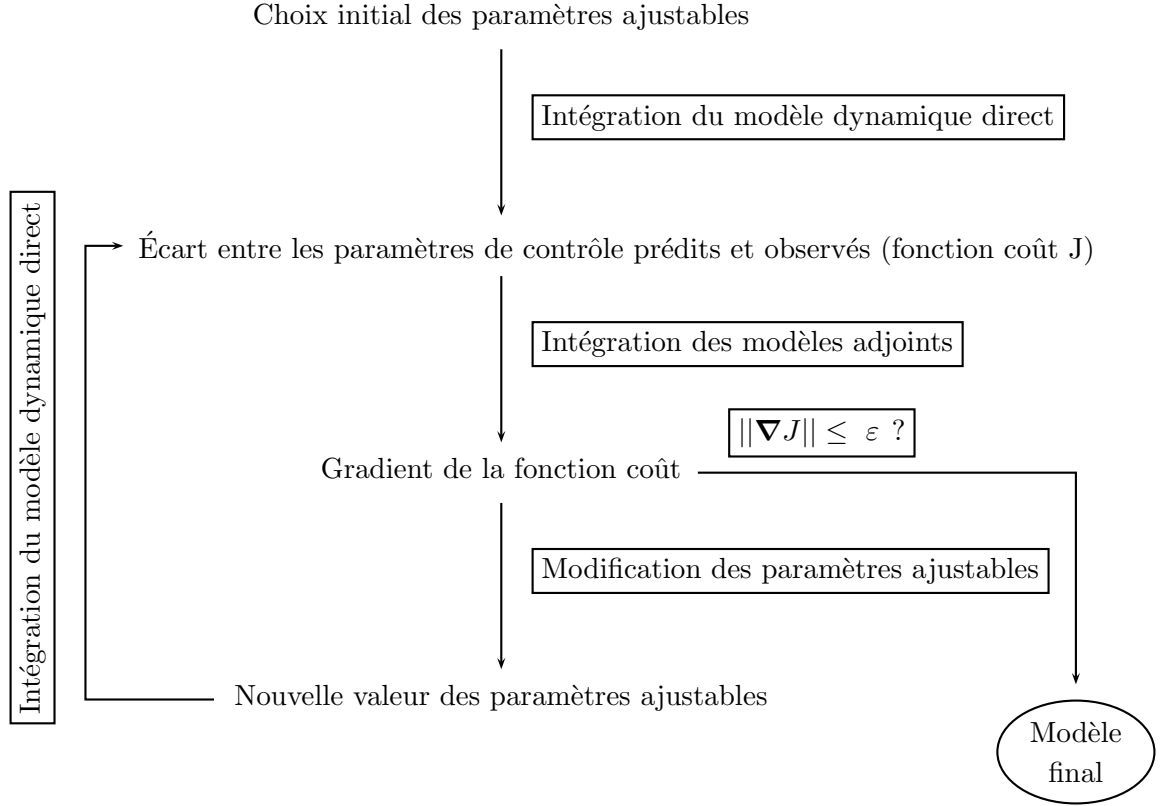 Choix initial des paramètres ajustables
Intégration du modèle dynamique direct
Intégration du modèle dynamique direct
Écart entre les paramètres de contrôle prédits et observés (fonction coût J)
Intégration des modèles adjoints
||∇J|| ≤ ε ?
Gradient de la fonction coût
Modification des paramètres ajustables
Nouvelle valeur des paramètres ajustables
Modèle
final